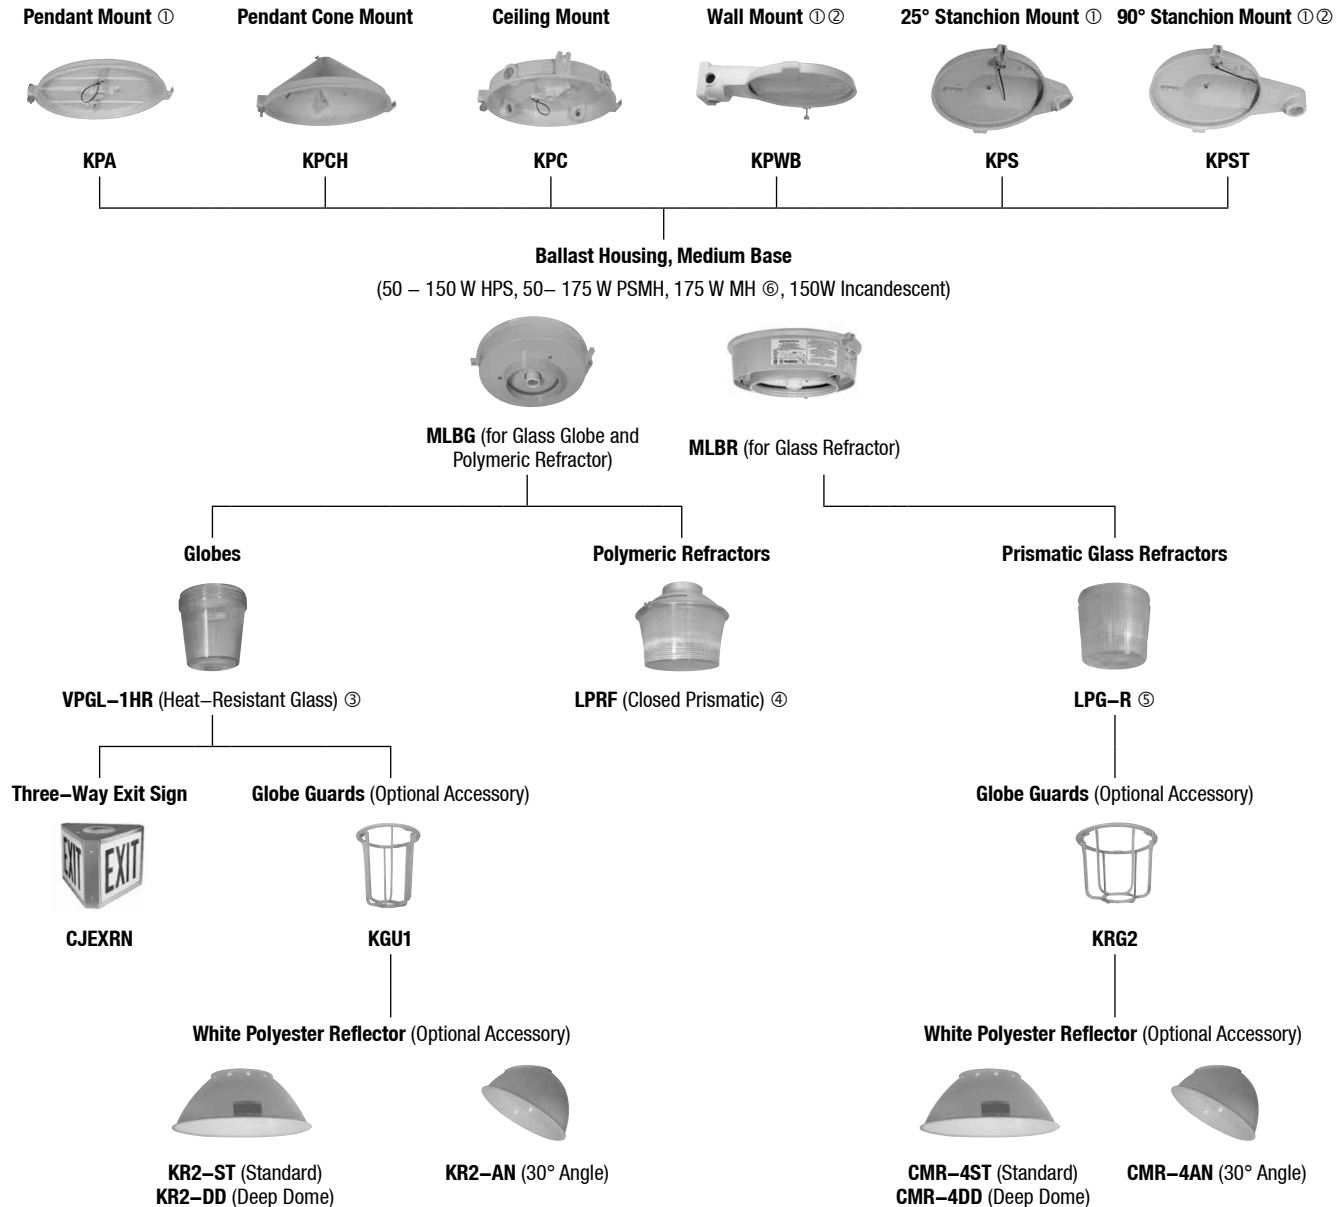 Pendant Mount ①
Pendant Cone Mount
Ceiling Mount
Wall Mount ①②
25° Stanchion Mount ①
90° Stanchion Mount ①②
KPA
KPCH
KPC
KPWB
KPS
KPST
Ballast Housing, Medium Base
(50 – 150 W HPS, 50– 175 W PSMH, 175 W MH ⑥, 150W Incandescent)
MLBG (for Glass Globe and
Polymeric Refractor)
MLBR (for Glass Refractor)
Globes
Polymeric Refractors
Prismatic Glass Refractors
VPGL–1HR (Heat–Resistant Glass) ③
LPRF (Closed Prismatic) ④
LPG–R ⑤
Three–Way Exit Sign
Globe Guards (Optional Accessory)
Globe Guards (Optional Accessory)
EXIT
EXIT
CJEXRN
KGU1
KRG2
White Polyester Reflector (Optional Accessory)
White Polyester Reflector (Optional Accessory)
KR2–ST (Standard)
KR2–DD (Deep Dome)
KR2–AN (30° Angle)
CMR–4ST (Standard)
CMR–4DD (Deep Dome)
CMR–4AN (30° Angle)